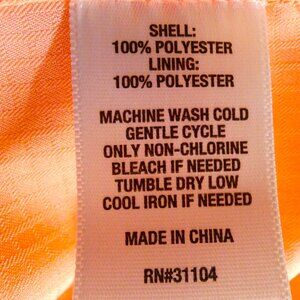 SHELL:
100% POLYESTER
LINING:
100% POLYESTER
MACHINE WASH COLD
GENTLE CYCLE
ONLY NON-CHLORINE
BLEACH IF NEEDED
TUMBLE DRY LOW
COOL IRON IF NEEDED
MADE IN CHINA
RN#31104